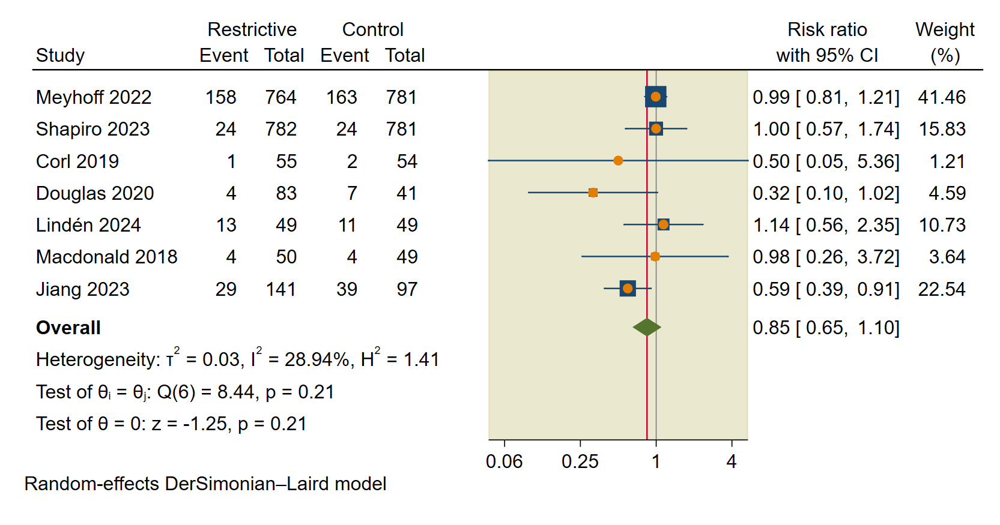 Restrictive Control Risk ratio Weight
Study Event Total Event Total with 95% CI (%)
Meyhoff 2022 158 764 163 781 0.99 [ 0.81, 1.21] 41.46
Shapiro 2023 24 782 24 781 1.00 [ 0.57, 1.74] 15.83
Corl 2019 1 55 2 54 0.50 [ 0.05, 5.36] 1.21
Douglas 2020 4 83 7 41 0.32 [ 0.10, 1.02] 4.59
Lindén 2024 13 49 11 49 1.14 [ 0.56, 2.35] 10.73
Macdonald 2018 4 50 4 49 0.98 [ 0.26, 3.72] 3.64
Jiang 2023 29 141 39 97 0.59 [ 0.39, 0.91] 22.54
Overall 0.85 [ 0.65, 1.10]
Heterogeneity: τ² = 0.03, I² = 28.94%, H² = 1.41
Test of θᵢ = θⱼ: Q(6) = 8.44, p = 0.21
Test of θ = 0: z = -1.25, p = 0.21
0.06 0.25 1 4
Random-effects DerSimonian–Laird model